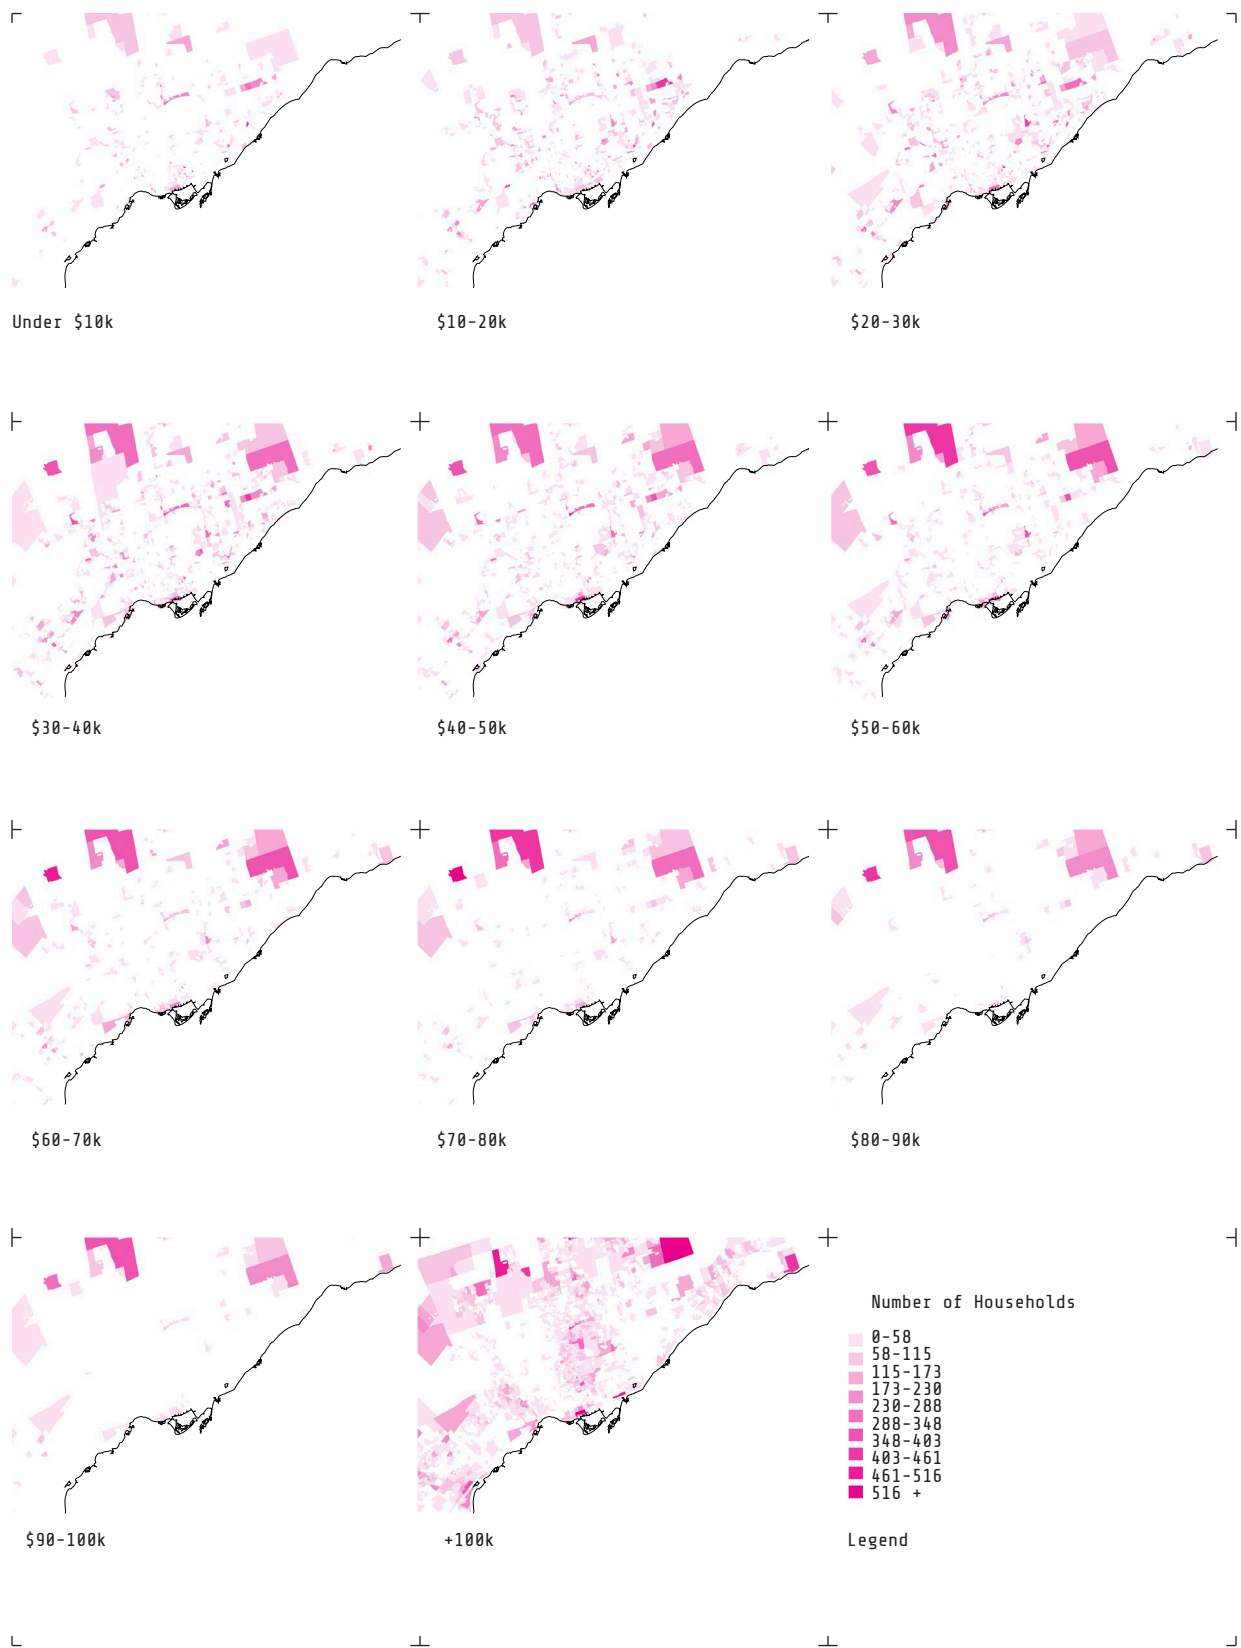 Under $10k
$10-20k
$20-30k
$30-40k
$40-50k
$50-60k
$60-70k
$70-80k
$80-90k
$90-100k
+100k
Number of Households
0-58
58-115
115-173
173-230
230-288
288-348
348-403
403-461
461-516
516 +
Legend